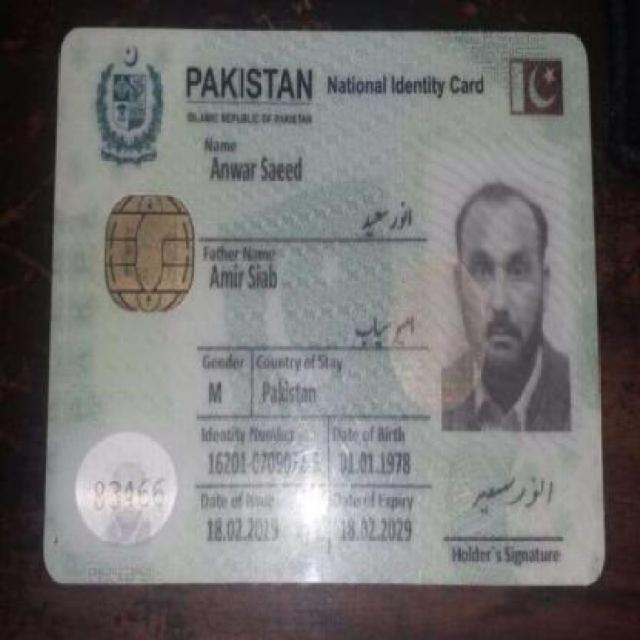 PAKISTAN National Identity Card
ISLAMIC REPUBLIC OF PAKISTAN
Name
Anwar Saeed
انور سعید
Father Name
Amir Siab
امیر سیاب
Gender Country of Stay
M Pakistan
Identity Number Date of Birth
01.01.1978
83466
Date of Issue Date of Expiry
18.02.2019 18.02.2029
انور سعید
Holder's Signature